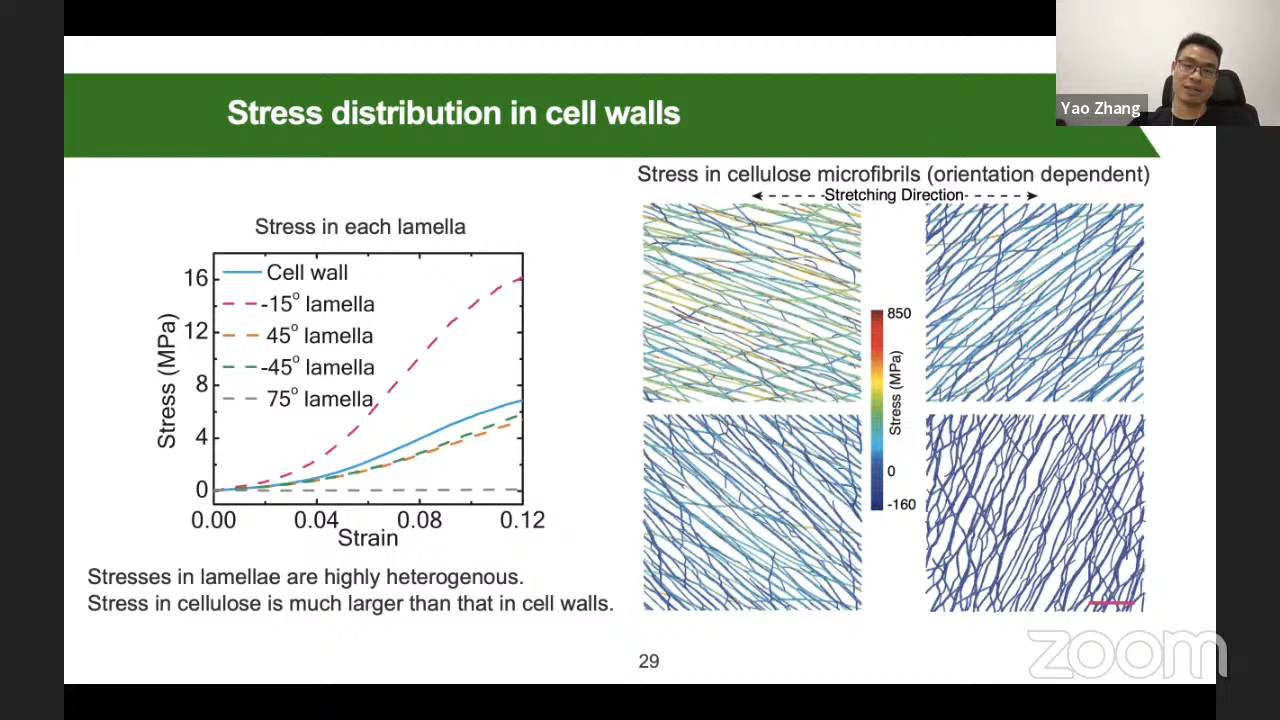 Stress distribution in cell walls
Yao Zhang
Stress in cellulose microfibrils (orientation dependent)
Stretching Direction
Stress in each lamella
Cell wall
-15° lamella
45° lamella
-45° lamella
75° lamella
16
12
8
4
0
Stress (MPa)
0.00 0.04 0.08 0.12
Strain
850
0
-160
Stress (MPa)
Stresses in lamellae are highly heterogenous.
Stress in cellulose is much larger than that in cell walls.
29
zoom